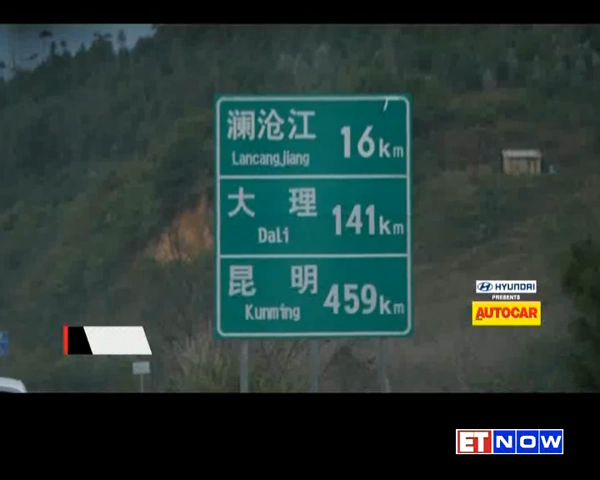 澜沧江 16km
Lancangjiang
大理 141km
Dali
昆明 459km
Kunming
HYUNDAI
PRESENTS
AUTOCAR
ET NOW